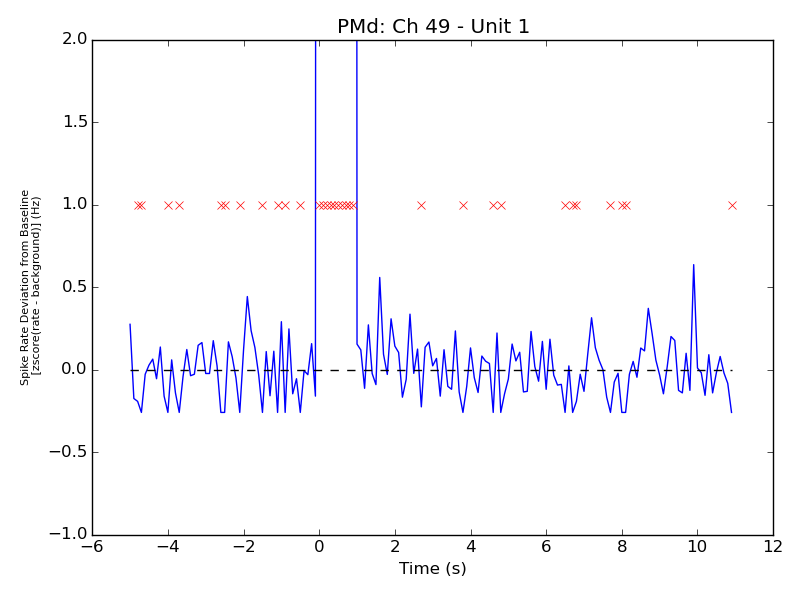 PMd: Ch 49 - Unit 1
2.0
1.5
1.0
0.5
0.0
−0.5
−1.0
Spike Rate Deviation from Baseline
[zscore(rate - background)] (Hz)
−6 −4 −2 0 2 4 6 8 10 12
Time (s)